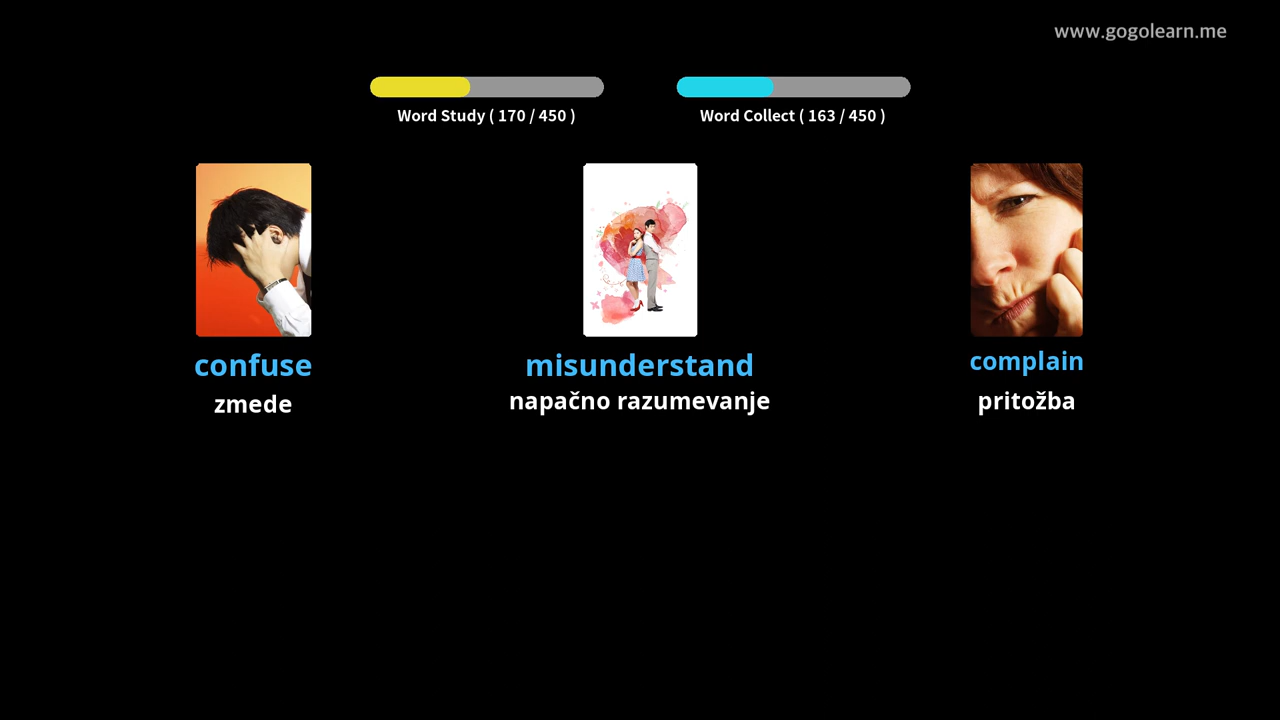 www.gogolearn.me
Word Study ( 170 / 450 )
Word Collect ( 163 / 450 )
confuse
zmede
misunderstand
napačno razumevanje
complain
pritožba